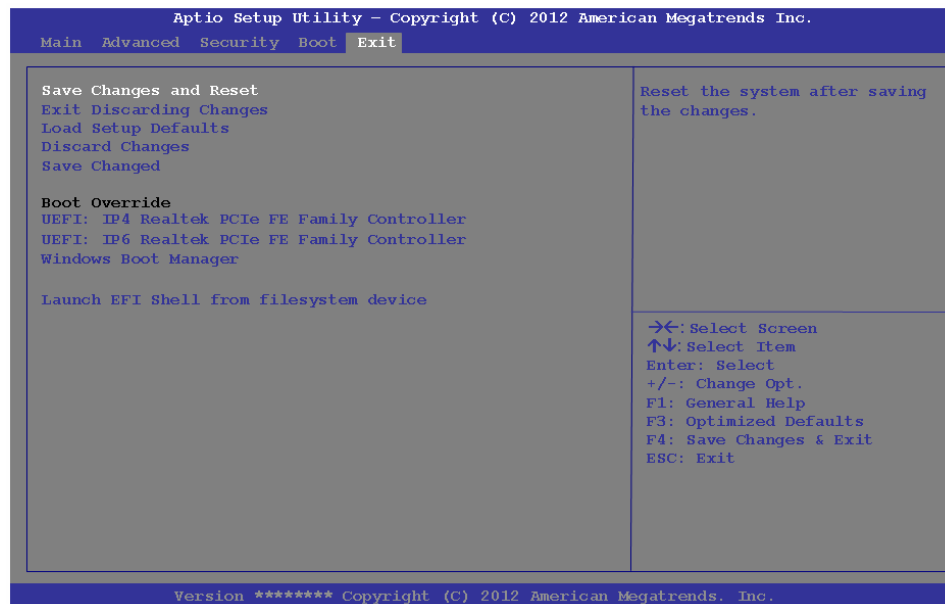 Aptio Setup Utility – Copyright (C) 2012 American Megatrends Inc.
Main Advanced Security Boot Exit
Save Changes and Reset
Exit Discarding Changes
Load Setup Defaults
Discard Changes
Save Changed
Boot Override
UEFI: IP4 Realtek PCIe FE Family Controller
UEFI: IP6 Realtek PCIe FE Family Controller
Windows Boot Manager
Launch EFI Shell from filesystem device
Reset the system after saving
the changes.
→←: Select Screen
↑↓: Select Item
Enter: Select
+/-: Change Opt.
F1: General Help
F3: Optimized Defaults
F4: Save Changes & Exit
ESC: Exit
Version ******** Copyright (C) 2012 American Megatrends. Inc.